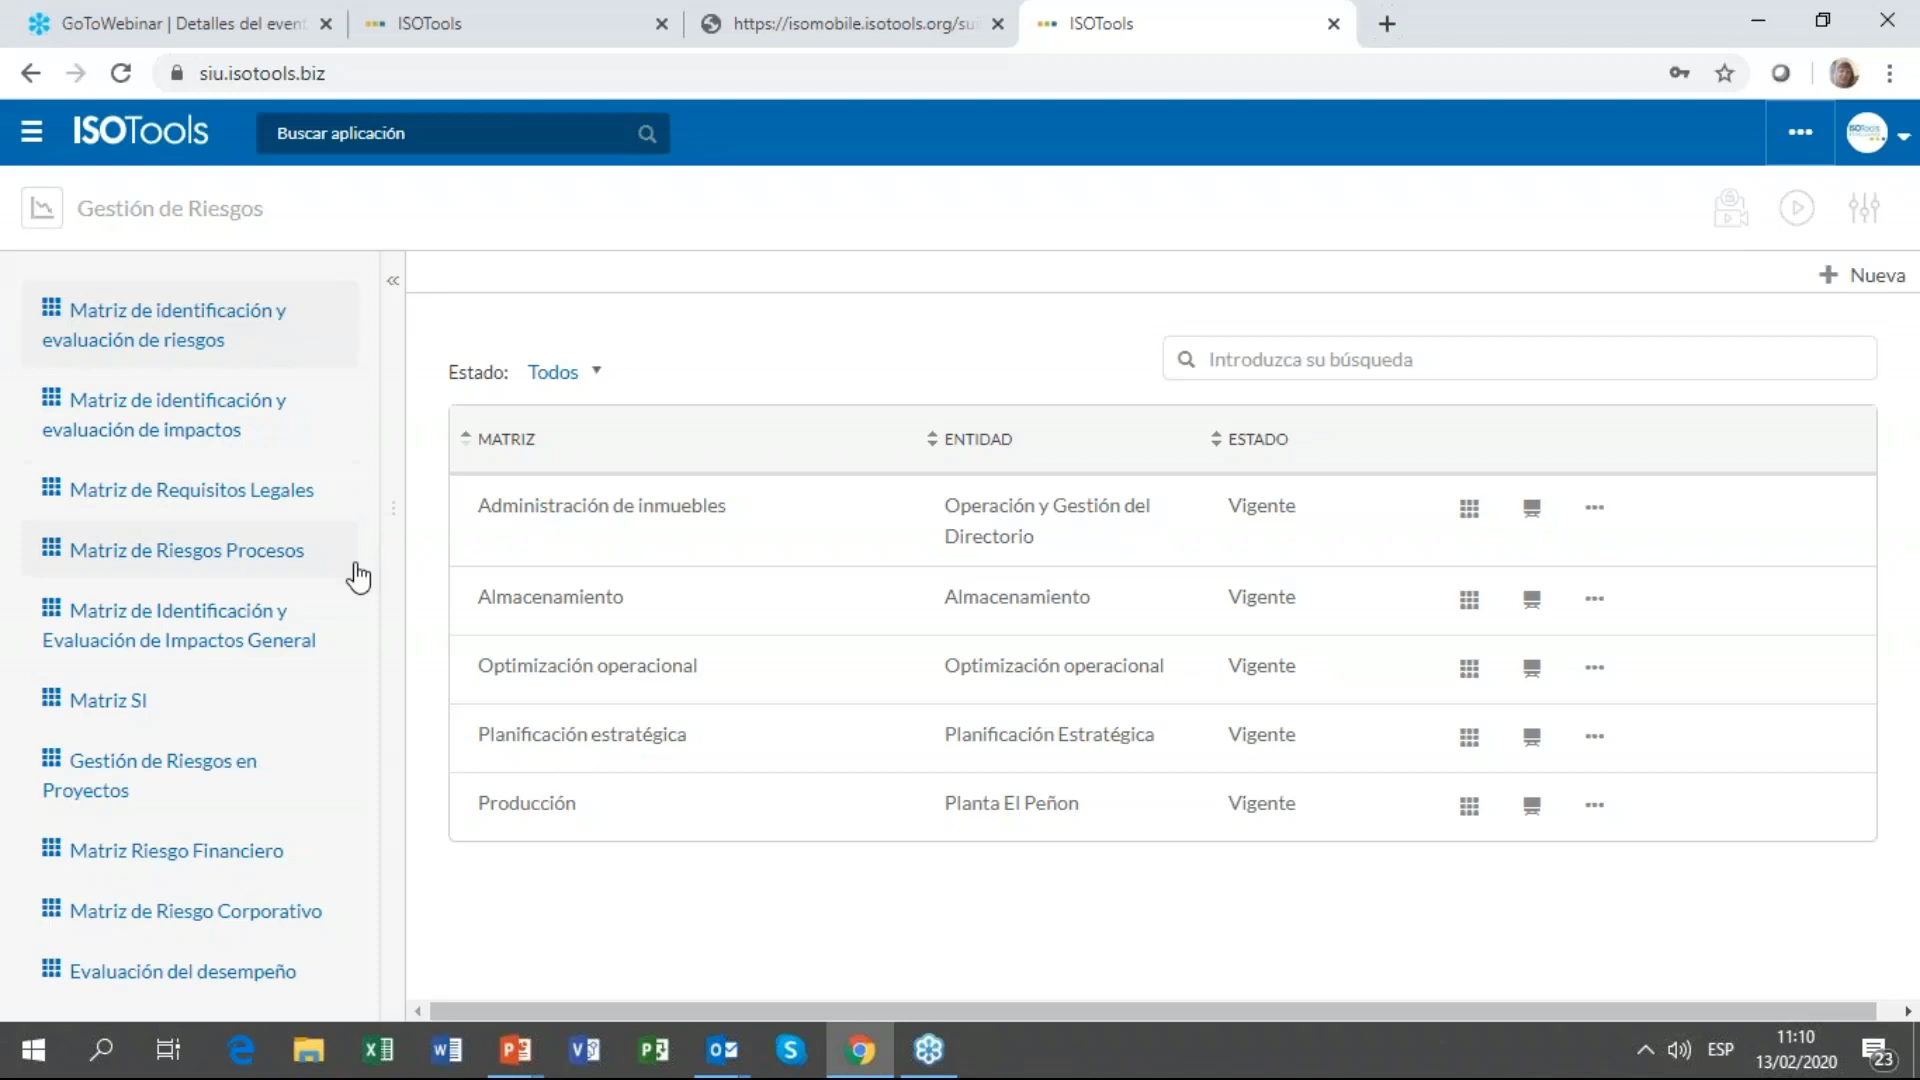 GoToWebinar | Detalles del event
ISOTools
https://isomobile.isotools.org/sui
ISOTools
siu.isotools.biz
ISOTools
Buscar aplicación
Gestión de Riesgos
Nueva
Matriz de identificación y
evaluación de riesgos
Matriz de identificación y
evaluación de impactos
Matriz de Requisitos Legales
Matriz de Riesgos Procesos
Matriz de Identificación y
Evaluación de Impactos General
Matriz SI
Gestión de Riesgos en
Proyectos
Matriz Riesgo Financiero
Matriz de Riesgo Corporativo
Evaluación del desempeño
Estado: Todos
Introduzca su búsqueda
MATRIZ ENTIDAD ESTADO
Administración de inmuebles Operación y Gestión del Vigente
Directorio
Almacenamiento Almacenamiento Vigente
Optimización operacional Optimización operacional Vigente
Planificación estratégica Planificación Estratégica Vigente
Producción Planta El Peñon Vigente
ESP
11:10
13/02/2020
23